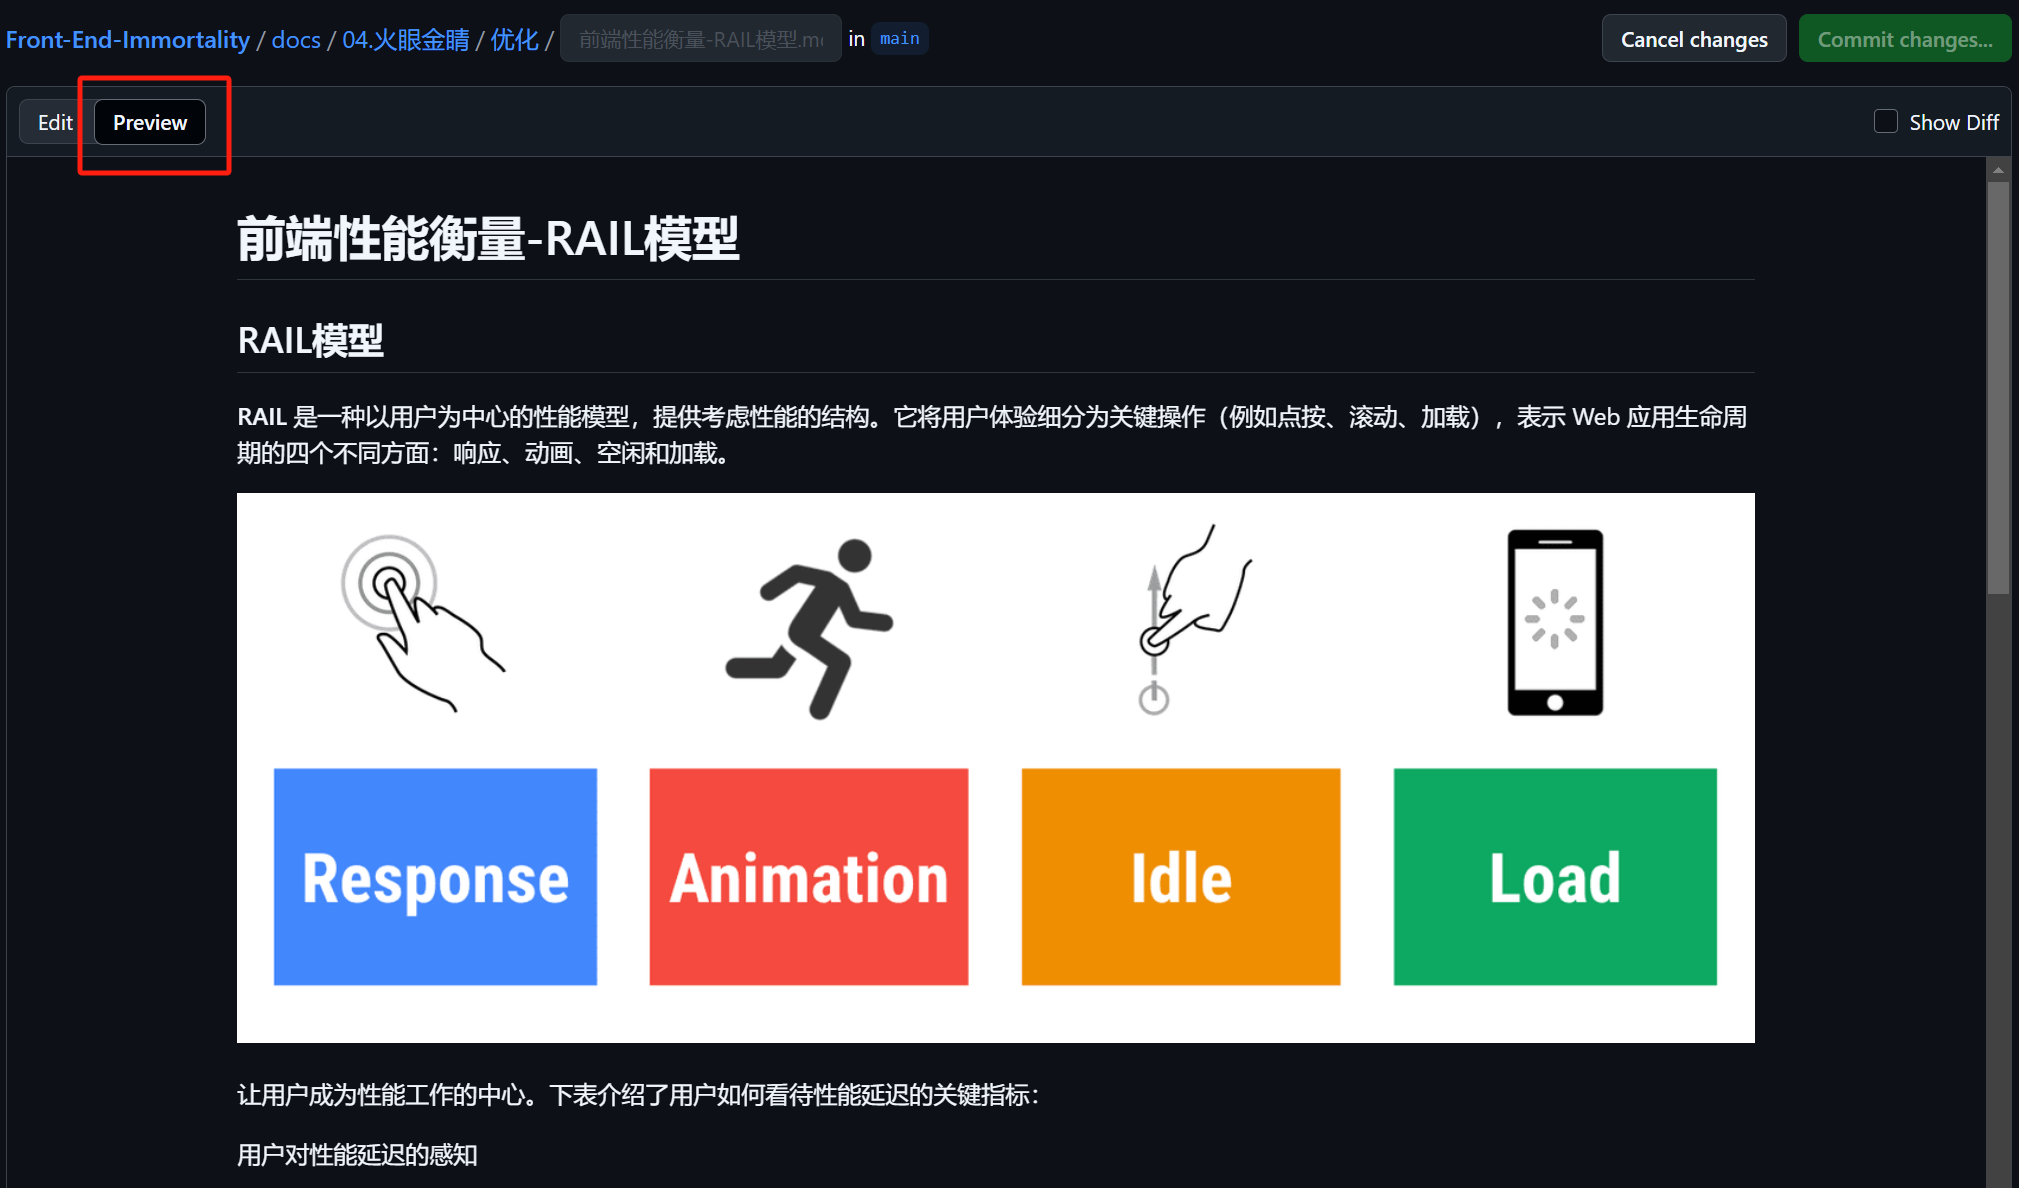 Front-End-Immortality / docs / 04.火眼金睛 / 优化 / 前端性能衡量-RAIL模型.md in main
Cancel changes
Commit changes...
Edit
Preview
Show Diff
前端性能衡量-RAIL模型
RAIL模型
RAIL 是一种以用户为中心的性能模型，提供考虑性能的结构。它将用户体验细分为关键操作（例如点按、滚动、加载），表示 Web 应用生命周
期的四个不同方面：响应、动画、空闲和加载。
Response
Animation
Idle
Load
让用户成为性能工作的中心。下表介绍了用户如何看待性能延迟的关键指标：
用户对性能延迟的感知